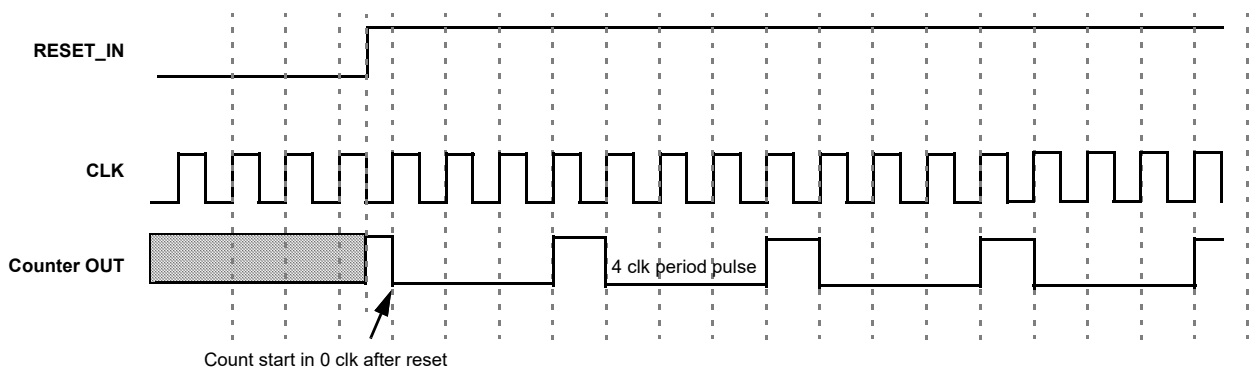 RESET_IN
CLK
Counter OUT
4 clk period pulse
Count start in 0 clk after reset